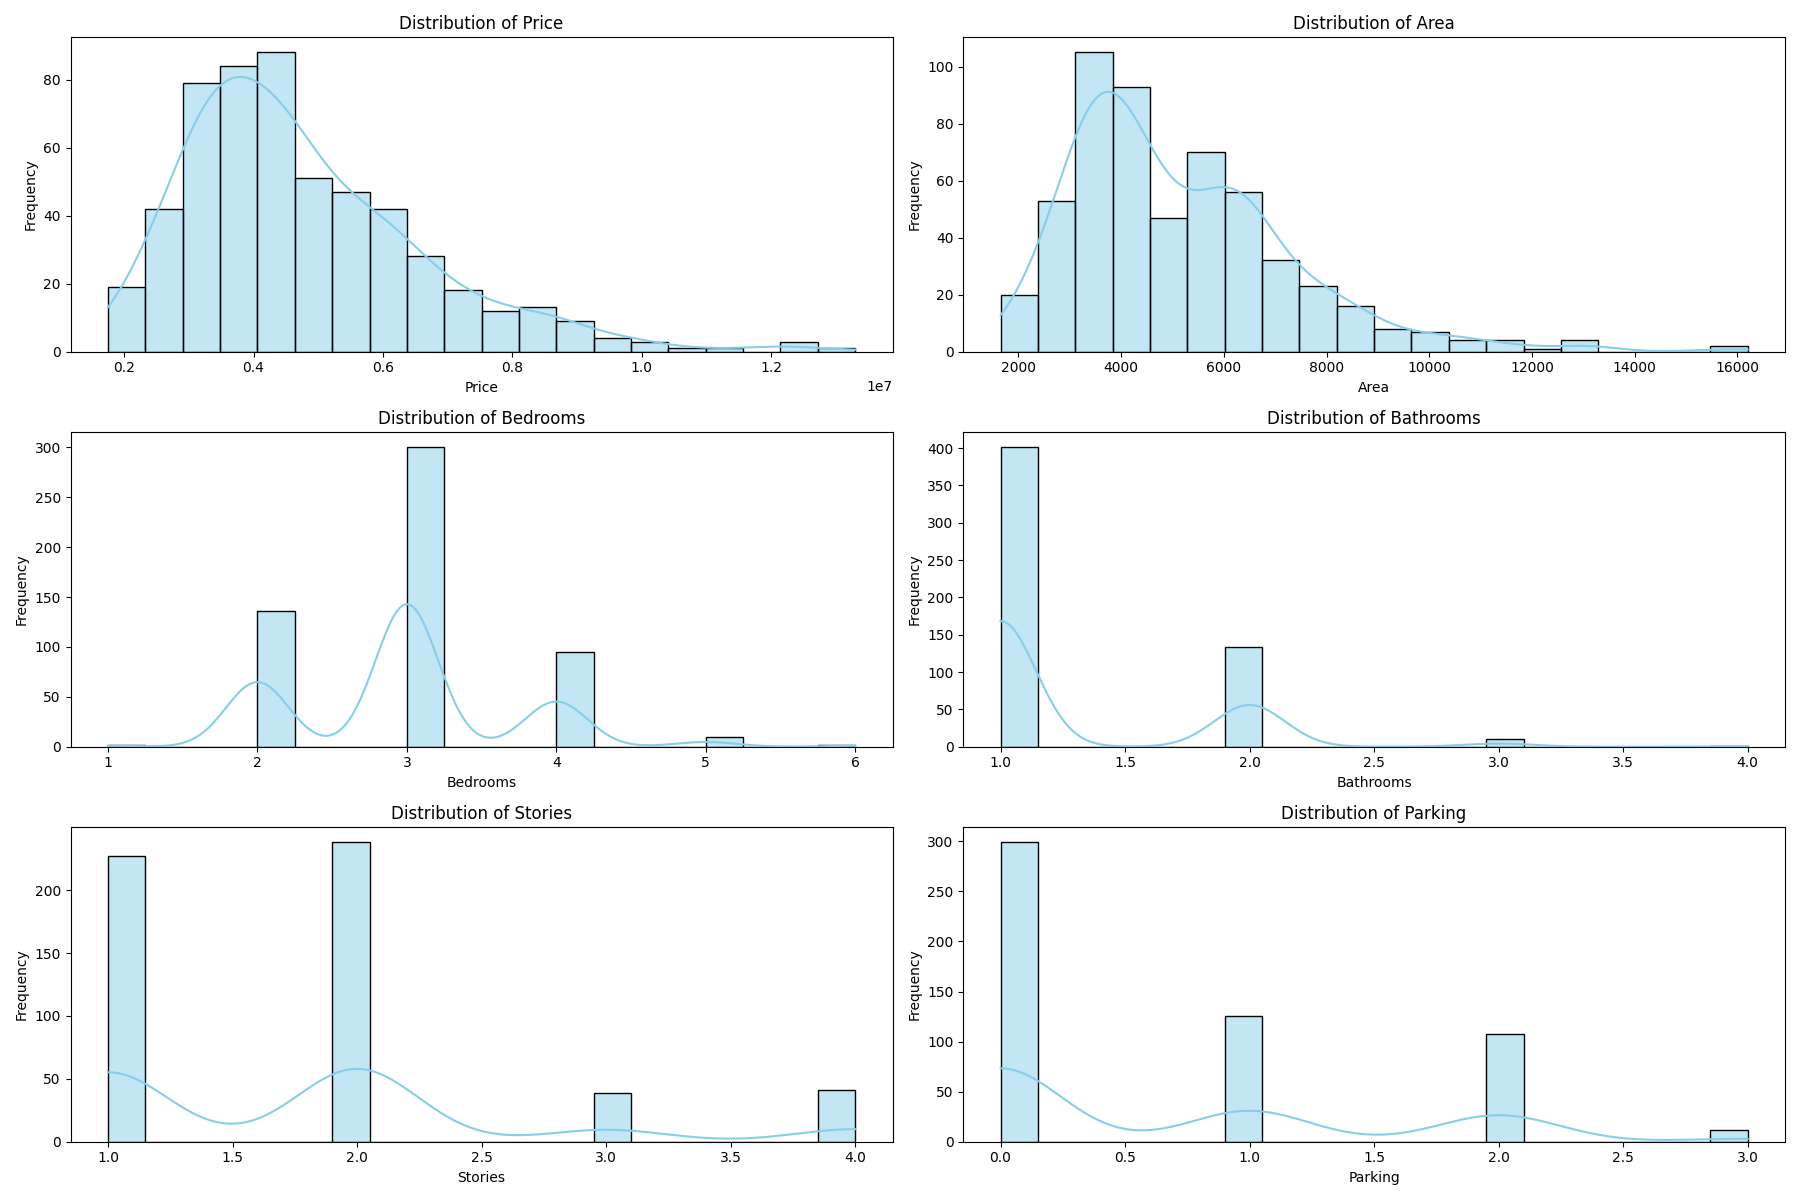 Distribution of Price
Frequency
80
60
40
20
0
0.2 0.4 0.6 0.8 1.0 1.2
1e7
Price
Distribution of Area
Frequency
100
80
60
40
20
0
2000 4000 6000 8000 10000 12000 14000 16000
Area
Distribution of Bedrooms
Frequency
300
250
200
150
100
50
0
1 2 3 4 5 6
Bedrooms
Distribution of Bathrooms
Frequency
400
350
300
250
200
150
100
50
0
1.0 1.5 2.0 2.5 3.0 3.5 4.0
Bathrooms
Distribution of Stories
Frequency
200
150
100
50
0
1.0 1.5 2.0 2.5 3.0 3.5 4.0
Stories
Distribution of Parking
Frequency
300
250
200
150
100
50
0
0.0 0.5 1.0 1.5 2.0 2.5 3.0
Parking